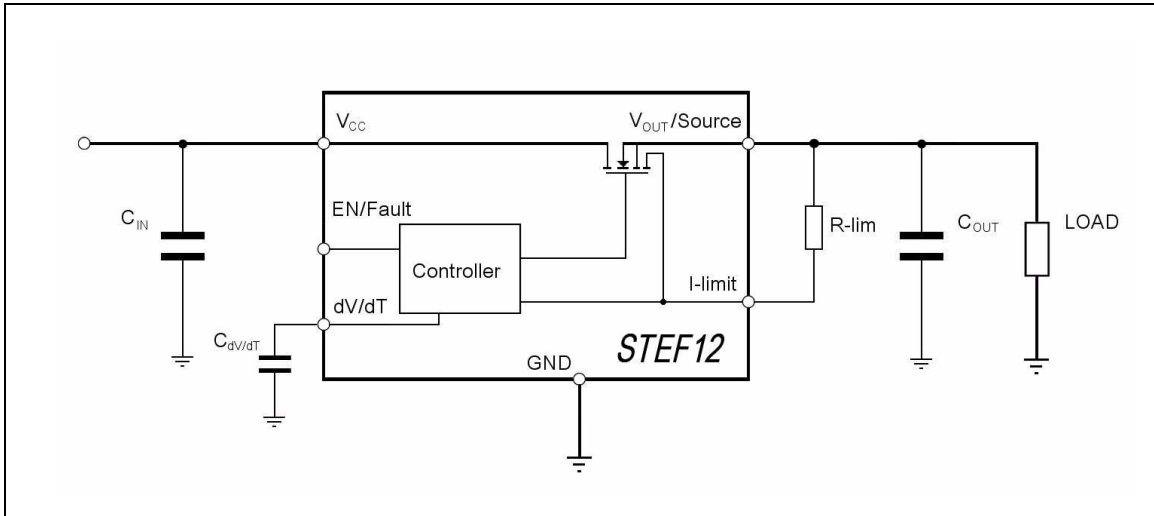 V_CC
V_OUT/Source
EN/Fault
C_IN
R-lim
C_OUT
LOAD
Controller
I-limit
dV/dT
C_dV/dT
STEF12
GND